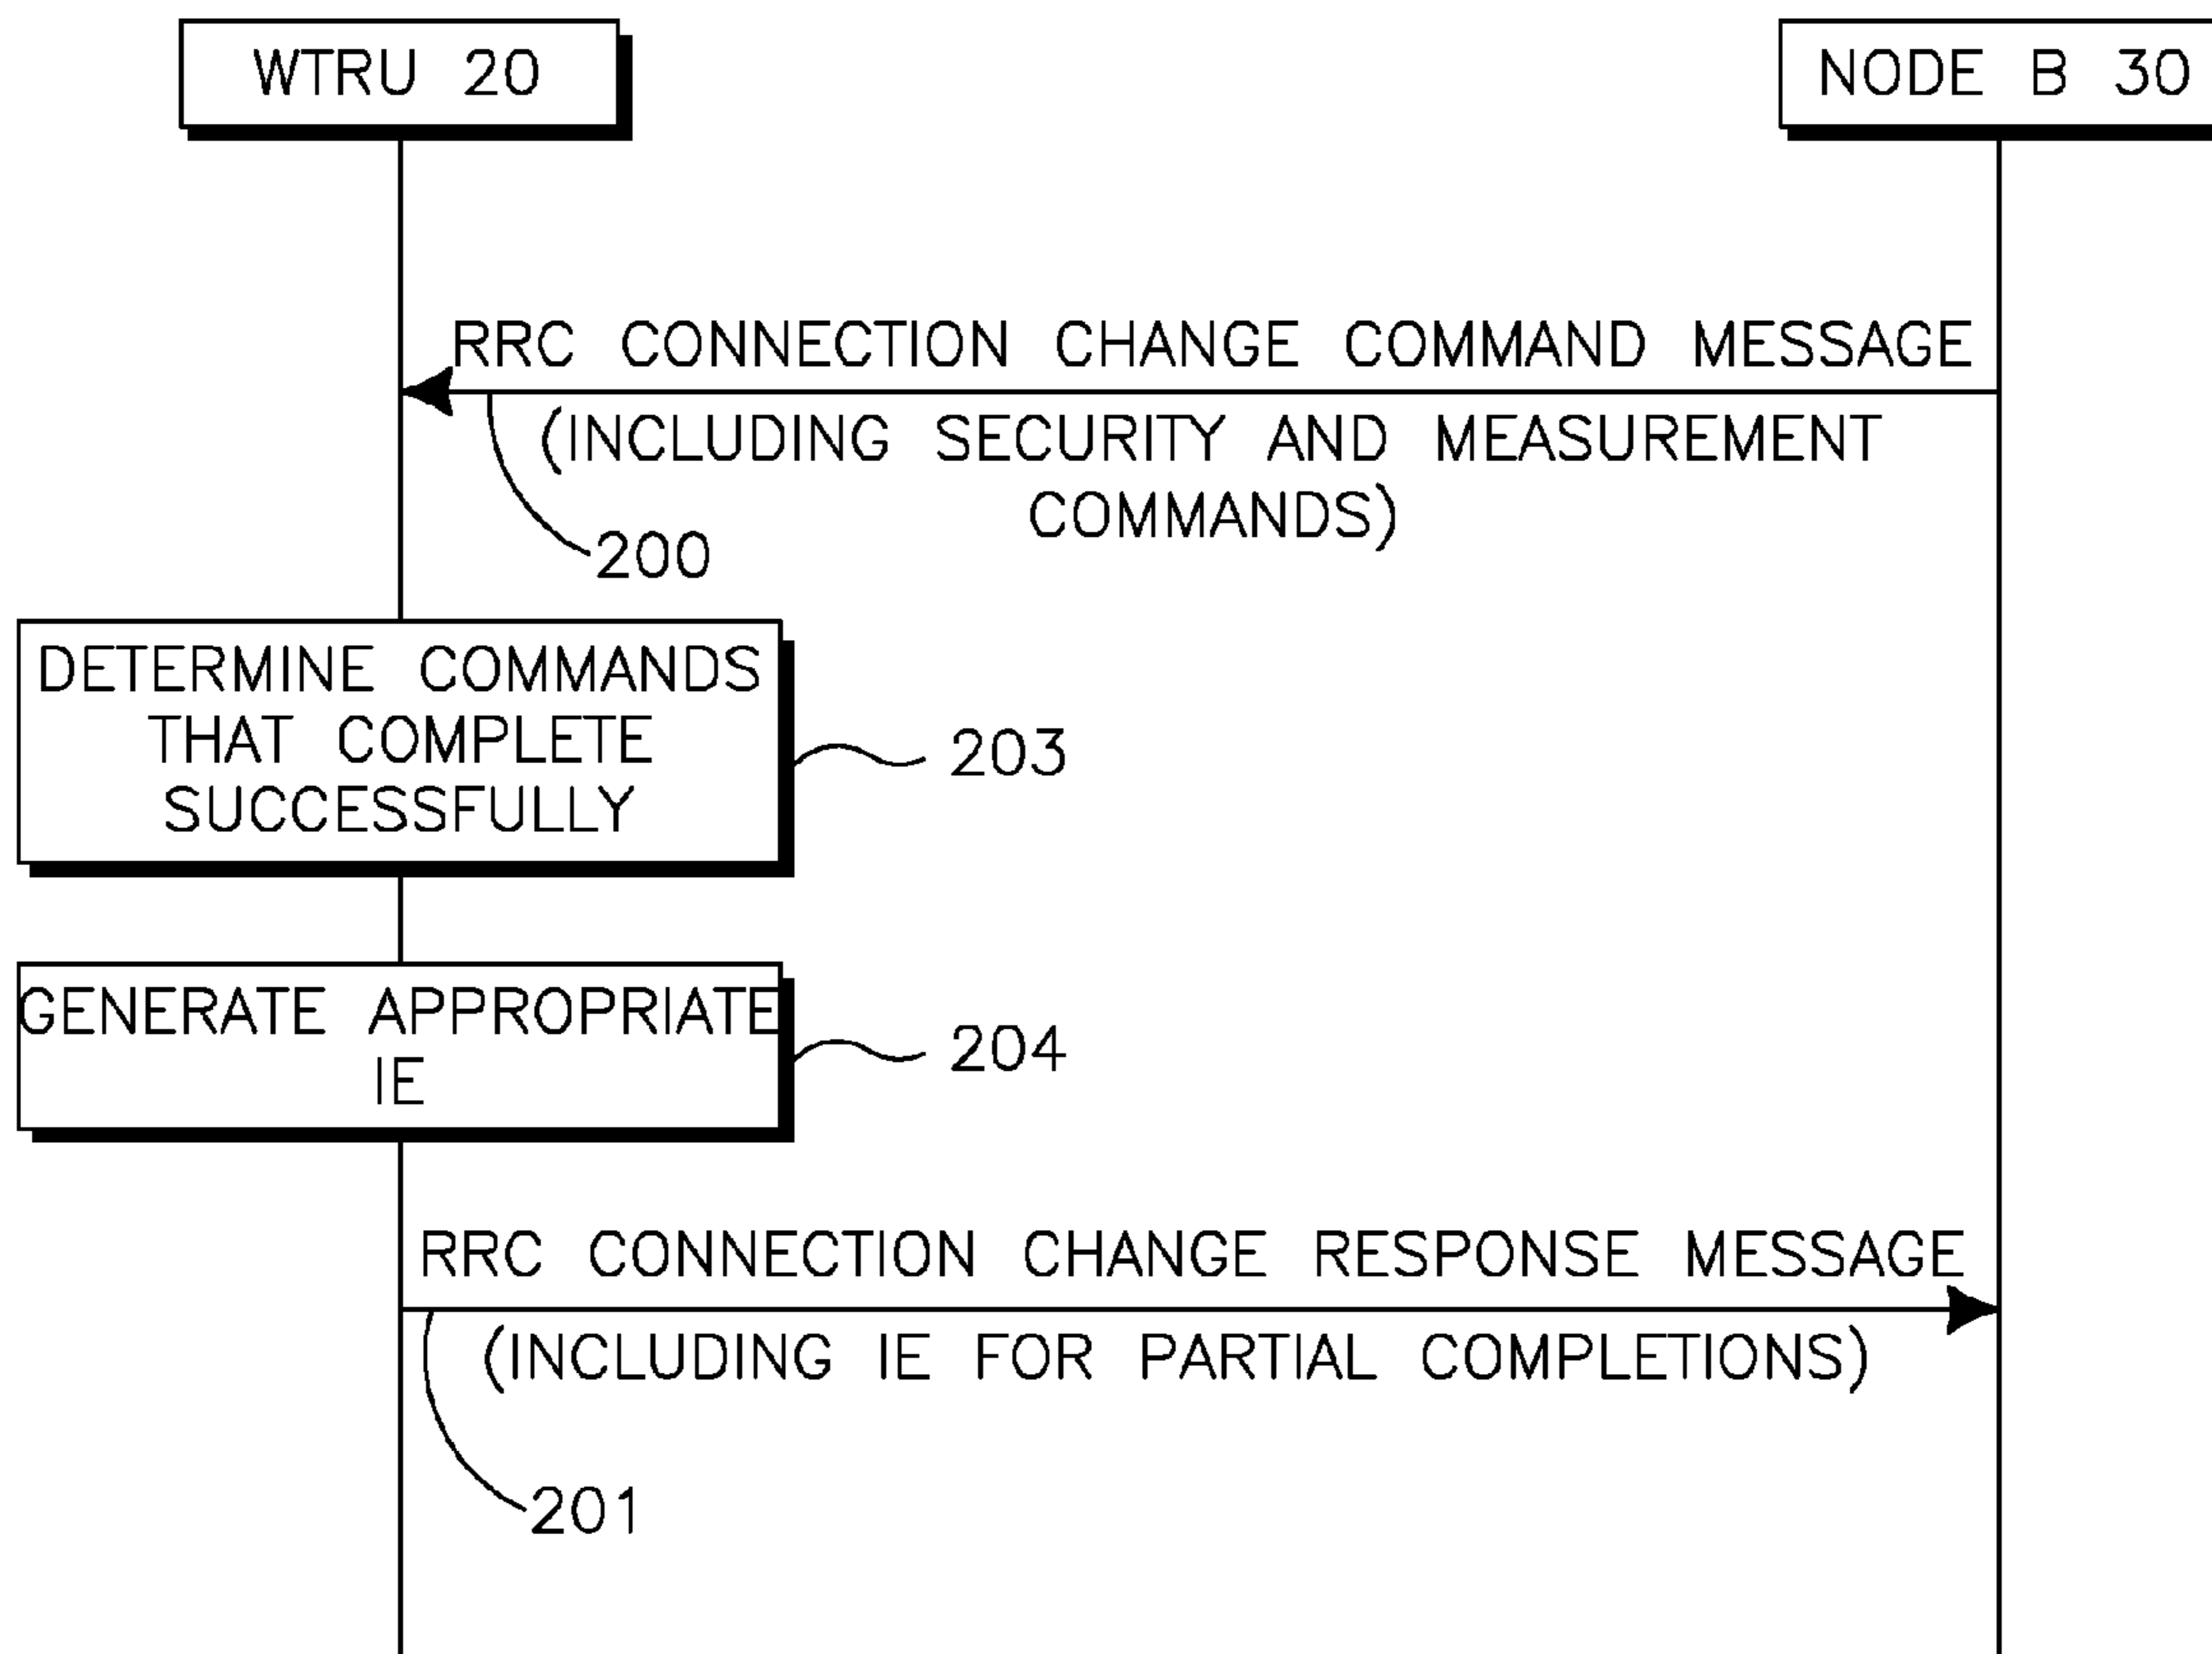 WTRU 20
NODE B 30
RRC CONNECTION CHANGE COMMAND MESSAGE
(INCLUDING SECURITY AND MEASUREMENT
COMMANDS)
200
DETERMINE COMMANDS
THAT COMPLETE
SUCCESSFULLY
203
GENERATE APPROPRIATE
IE
204
RRC CONNECTION CHANGE RESPONSE MESSAGE
(INCLUDING IE FOR PARTIAL COMPLETIONS)
201